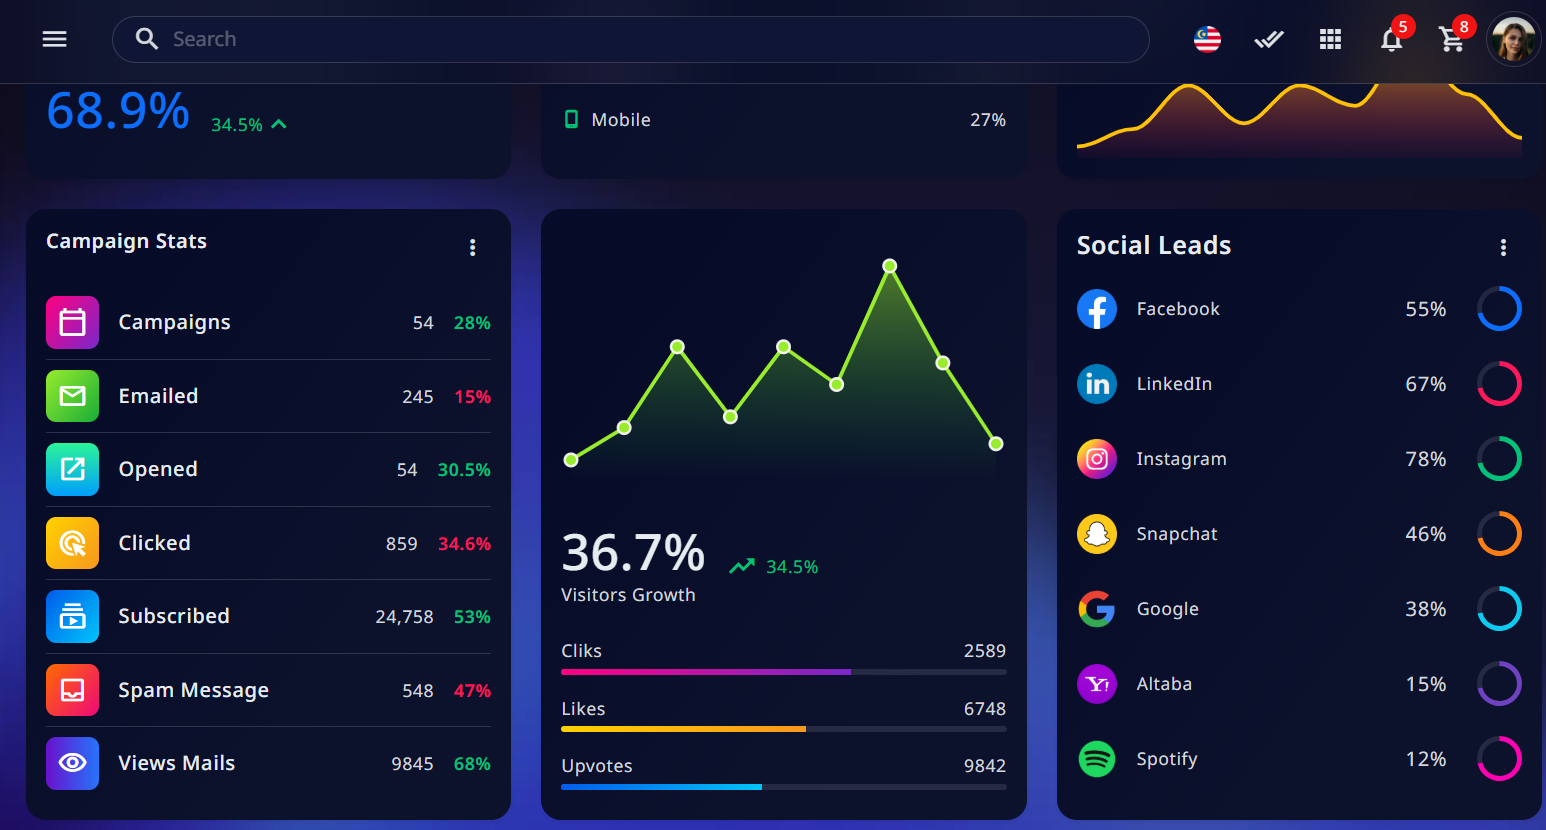 Search
5
8
68.9%
34.5%
Mobile 27%
Campaign Stats
Campaigns 54 28%
Emailed 245 15%
Opened 54 30.5%
Clicked 859 34.6%
Subscribed 24,758 53%
Spam Message 548 47%
Views Mails 9845 68%
36.7%
34.5%
Visitors Growth
Cliks 2589
Likes 6748
Upvotes 9842
Social Leads
Facebook 55%
LinkedIn 67%
Instagram 78%
Snapchat 46%
Google 38%
Altaba 15%
Spotify 12%